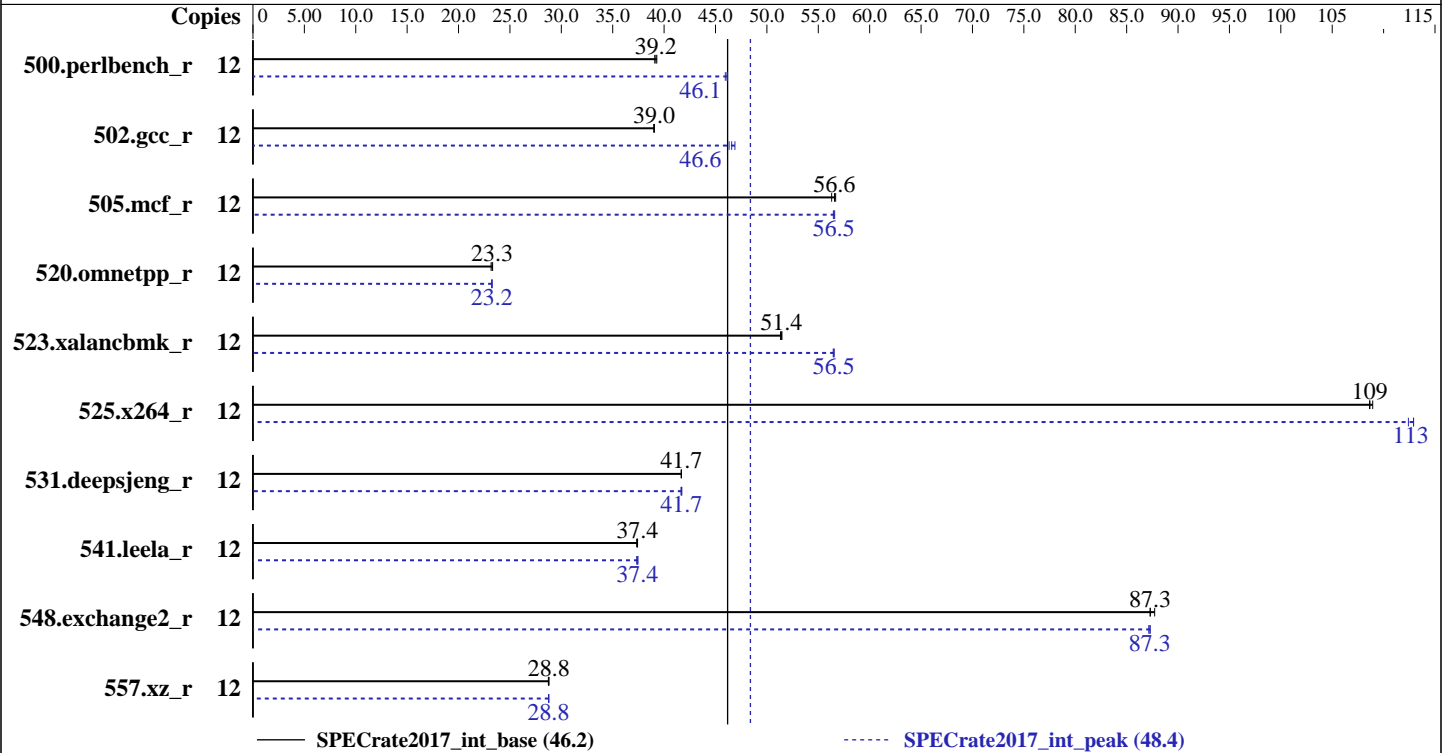 Copies 0 5.00 10.0 15.0 20.0 25.0 30.0 35.0 40.0 45.0 50.0 55.0 60.0 65.0 70.0 75.0 80.0 85.0 90.0 95.0 100 105 115
39.2
500.perlbench_r 12
46.1
39.0
502.gcc_r 12
46.6
56.6
505.mcf_r 12
56.5
23.3
520.omnetpp_r 12
23.2
51.4
523.xalancbmk_r 12
56.5
109
525.x264_r 12
113
41.7
531.deepsjeng_r 12
41.7
37.4
541.leela_r 12
37.4
87.3
548.exchange2_r 12
87.3
28.8
557.xz_r 12
28.8
SPECrate2017_int_base (46.2) SPECrate2017_int_peak (48.4)